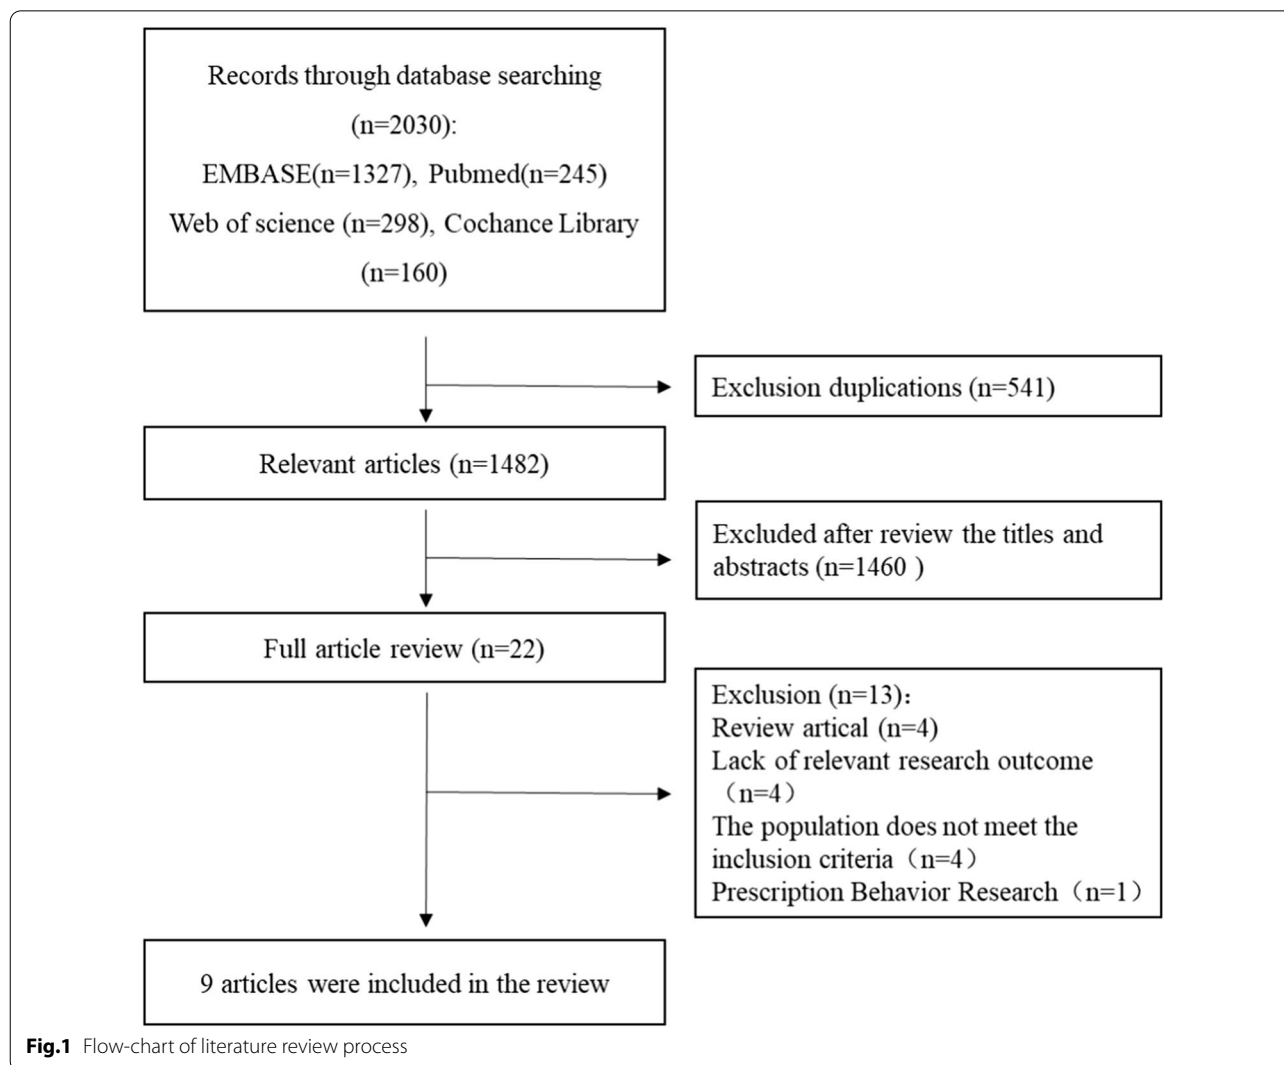 Records through database searching
(n=2030):
EMBASE(n=1327), Pubmed(n=245)
Web of science (n=298), Cochance Library
(n=160)
Exclusion duplications (n=541)
Relevant articles (n=1482)
Excluded after review the titles and
abstracts (n=1460 )
Full article review (n=22)
Exclusion (n=13)：
Review artical (n=4)
Lack of relevant research outcome
（n=4）
The population does not meet the
inclusion criteria（n=4）
Prescription Behavior Research（n=1）
9 articles were included in the review
Fig.1 Flow-chart of literature review process